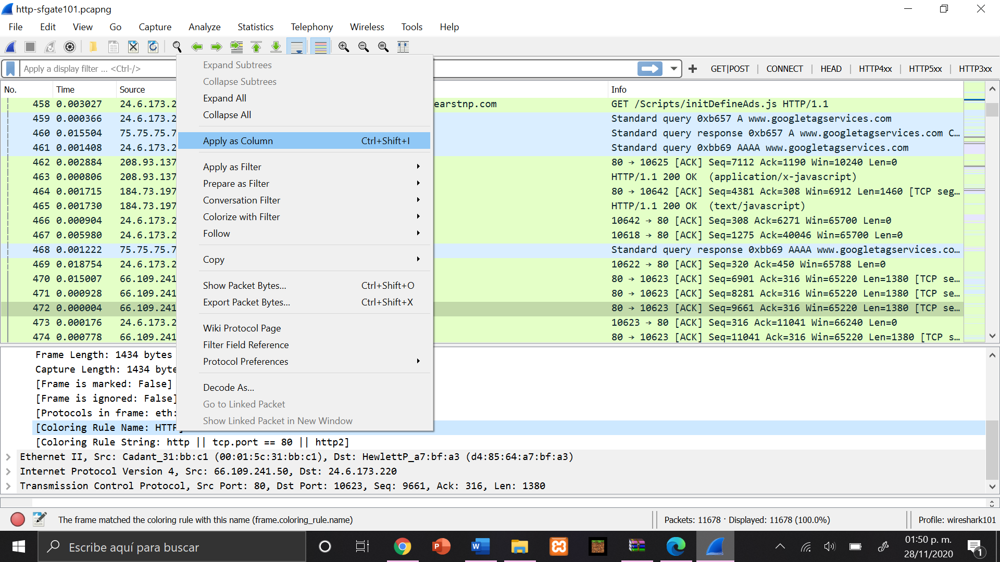 http-sfgate101.pcapng
File Edit View Go Capture Analyze Statistics Telephony Wireless Tools Help
Apply a display filter ... <Ctrl-/>
GET|POST CONNECT HEAD HTTP4xx HTTP5xx HTTP3xx
No. Time Source Info
458 0.003027 24.6.173.2 earstnp.com GET /Scripts/initDefineAds.js HTTP/1.1
459 0.000366 24.6.173.2 Standard query 0xb657 A www.googletagservices.com
460 0.015504 75.75.75.7 Standard query response 0xb657 A www.googletagservices.com C…
461 0.001408 24.6.173.2 Standard query 0xbb69 AAAA www.googletagservices.com
462 0.002884 208.93.137 80 → 10625 [ACK] Seq=7112 Ack=1190 Win=10240 Len=0
463 0.000806 208.93.137 HTTP/1.1 200 OK  (application/x-javascript)
464 0.001715 184.73.197 80 → 10642 [ACK] Seq=4381 Ack=308 Win=6912 Len=1460 [TCP seg…
465 0.001730 184.73.197 HTTP/1.1 200 OK  (text/javascript)
466 0.000904 24.6.173.2 10642 → 80 [ACK] Seq=308 Ack=6271 Win=65700 Len=0
467 0.005980 24.6.173.2 10618 → 80 [ACK] Seq=1275 Ack=40046 Win=65700 Len=0
468 0.001222 75.75.75.7 Standard query response 0xbb69 AAAA www.googletagservices.co…
469 0.018754 24.6.173.2 10622 → 80 [ACK] Seq=320 Ack=450 Win=65788 Len=0
470 0.015007 66.109.241 80 → 10623 [ACK] Seq=6901 Ack=316 Win=65220 Len=1380 [TCP se…
471 0.000928 66.109.241 80 → 10623 [ACK] Seq=8281 Ack=316 Win=65220 Len=1380 [TCP se…
472 0.000004 66.109.241 80 → 10623 [ACK] Seq=9661 Ack=316 Win=65220 Len=1380 [TCP se…
473 0.000176 24.6.173.2 10623 → 80 [ACK] Seq=316 Ack=11041 Win=66240 Len=0
474 0.000778 66.109.241 80 → 10623 [ACK] Seq=11041 Ack=316 Win=65220 Len=1380 [TCP s…
Expand Subtrees
Collapse Subtrees
Expand All
Collapse All
Apply as Column Ctrl+Shift+I
Apply as Filter
Prepare as Filter
Conversation Filter
Colorize with Filter
Follow
Copy
Show Packet Bytes... Ctrl+Shift+O
Export Packet Bytes... Ctrl+Shift+X
Wiki Protocol Page
Filter Field Reference
Protocol Preferences
Decode As...
Go to Linked Packet
Show Linked Packet in New Window
Frame Length: 1434 bytes
Capture Length: 1434 byte
[Frame is marked: False]
[Frame is ignored: False]
[Protocols in frame: eth:
[Coloring Rule Name: HTTP]
[Coloring Rule String: http || tcp.port == 80 || http2]
Ethernet II, Src: Cadant_31:bb:c1 (00:01:5c:31:bb:c1), Dst: HewlettP_a7:bf:a3 (d4:85:64:a7:bf:a3)
Internet Protocol Version 4, Src: 66.109.241.50, Dst: 24.6.173.220
Transmission Control Protocol, Src Port: 80, Dst Port: 10623, Seq: 9661, Ack: 316, Len: 1380
The frame matched the coloring rule with this name (frame.coloring_rule.name) Packets: 11678 · Displayed: 11678 (100.0%) Profile: wireshark101
Escribe aquí para buscar
01:50 p. m.
28/11/2020
1